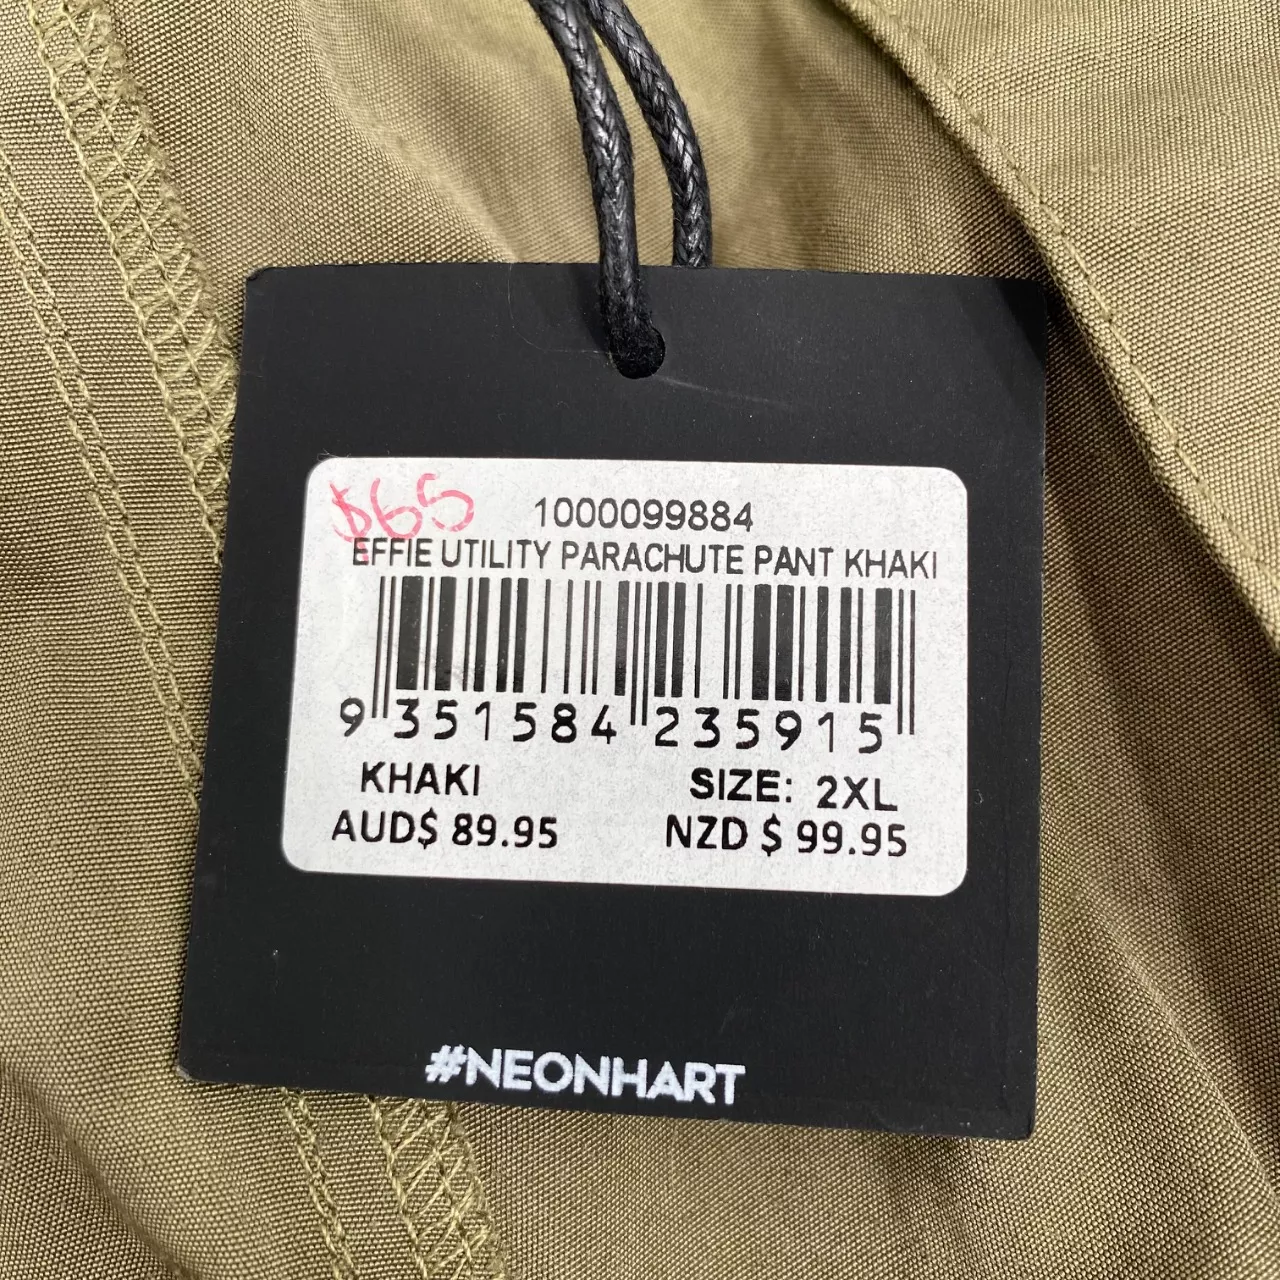 $65
1000099884
EFFIE UTILITY PARACHUTE PANT KHAKI
9 351584 235915
KHAKI SIZE: 2XL
AUD$ 89.95 NZD $ 99.95
#NEONHART